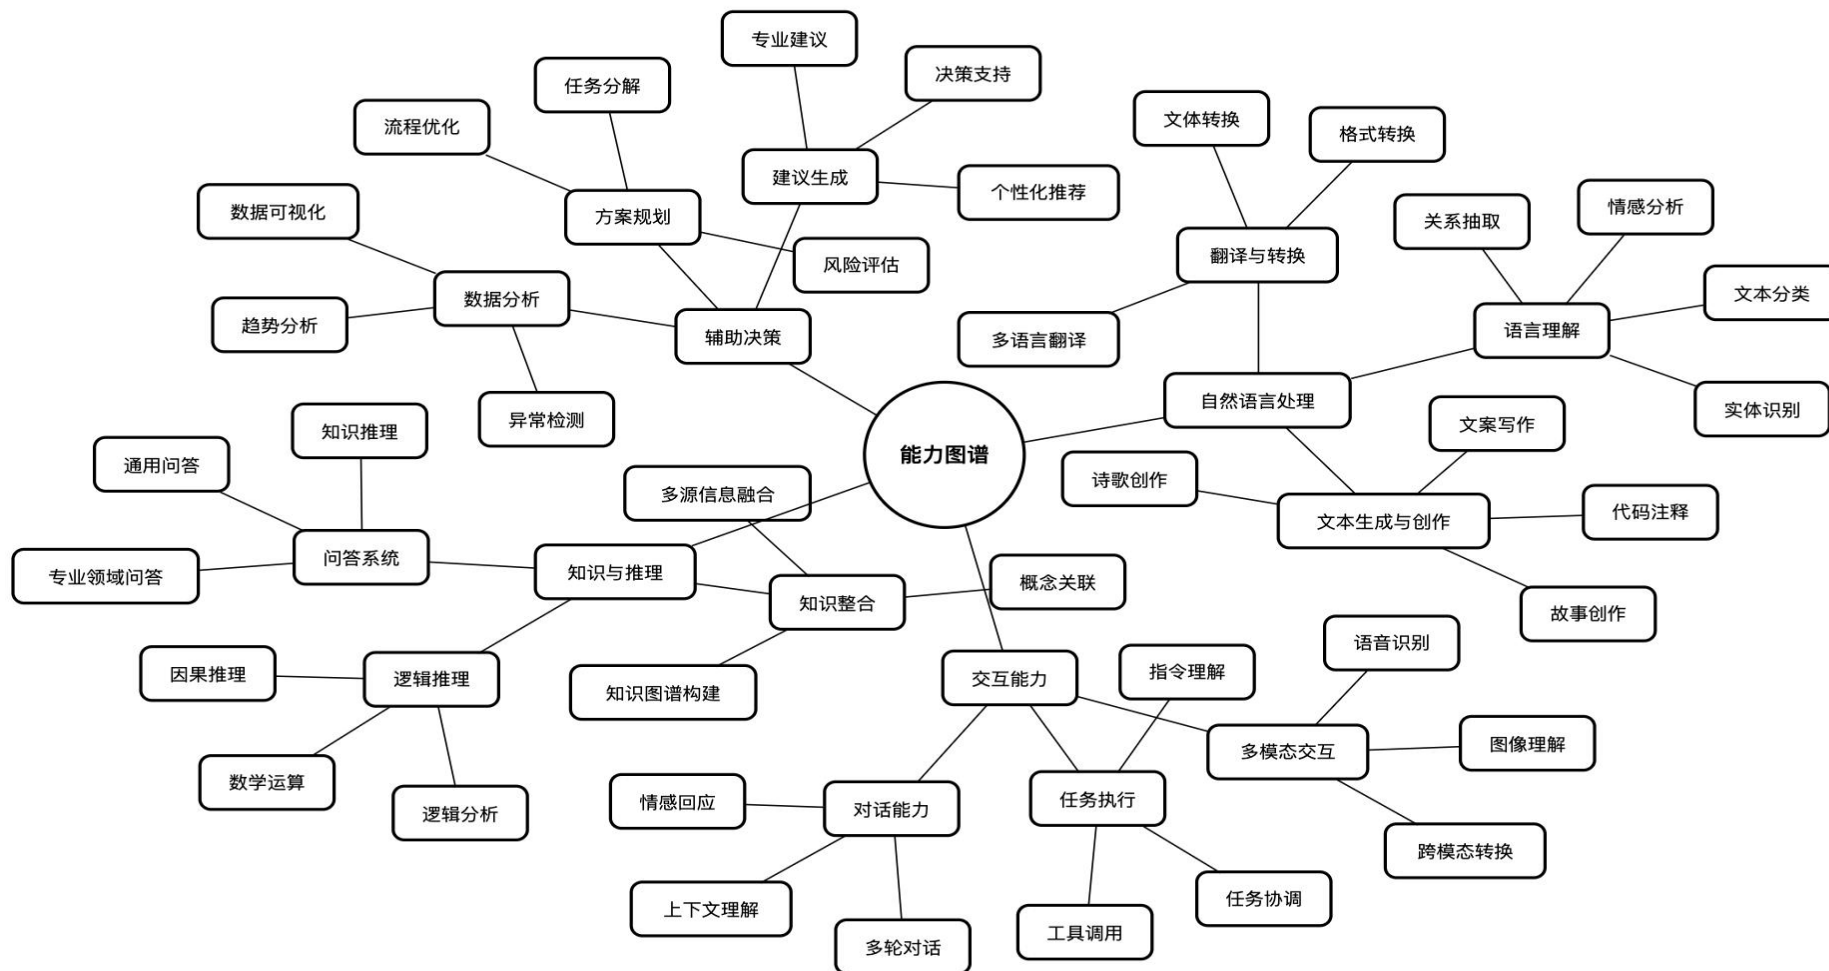 专业建议
决策支持
任务分解
流程优化
文体转换
格式转换
建议生成
个性化推荐
数据可视化
方案规划
关系抽取
情感分析
翻译与转换
风险评估
数据分析
文本分类
趋势分析
辅助决策
多语言翻译
语言理解
自然语言处理
实体识别
异常检测
知识推理
文案写作
通用问答
能力图谱
诗歌创作
多源信息融合
文本生成与创作
代码注释
问答系统
专业领域问答
知识与推理
概念关联
知识整合
故事创作
语音识别
因果推理
逻辑推理
知识图谱构建
交互能力
指令理解
多模态交互
图像理解
数学运算
逻辑分析
情感回应
对话能力
任务执行
跨模态转换
上下文理解
任务协调
多轮对话
工具调用